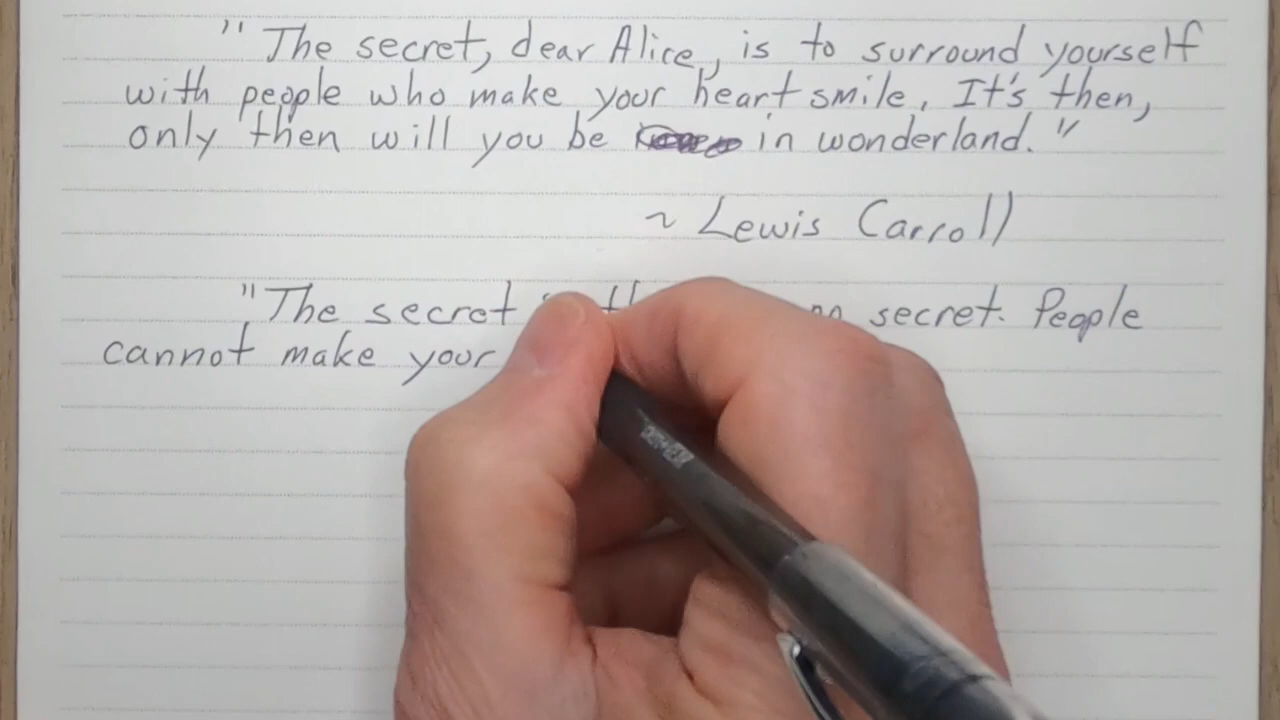 "The secret, dear Alice, is to surround yourself
with people who make your heart smile. It's then,
only then will you be in wonderland."
~ Lewis Carroll
"The secret secret. People
cannot make your